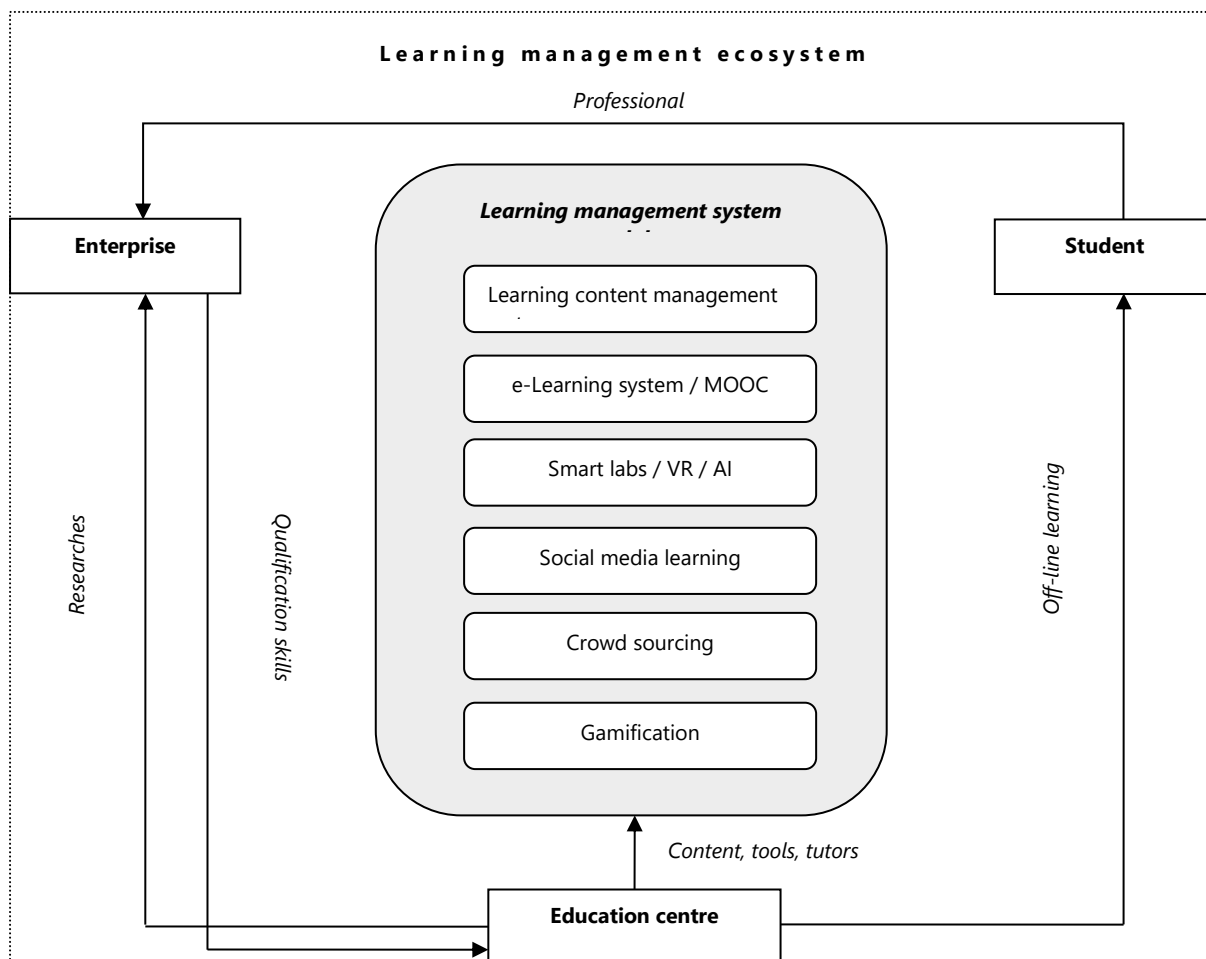 Learning management ecosystem
Professional
Learning management system
Enterprise
Student
Learning content management
e-Learning system / MOOC
Smart labs / VR / AI
Social media learning
Crowd sourcing
Gamification
Researches
Qualification skills
Off-line learning
Content, tools, tutors
Education centre